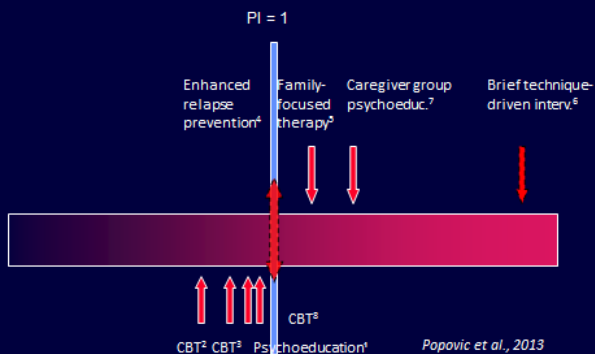 PI = 1
Enhanced
relapse
prevention⁴
Family-
focused
therapy⁵
Caregiver group
psychoeduc.⁷
Brief technique-
driven interv.⁶
CBT⁸
CBT² CBT³ Psychoeducation¹
Popovic et al., 2013